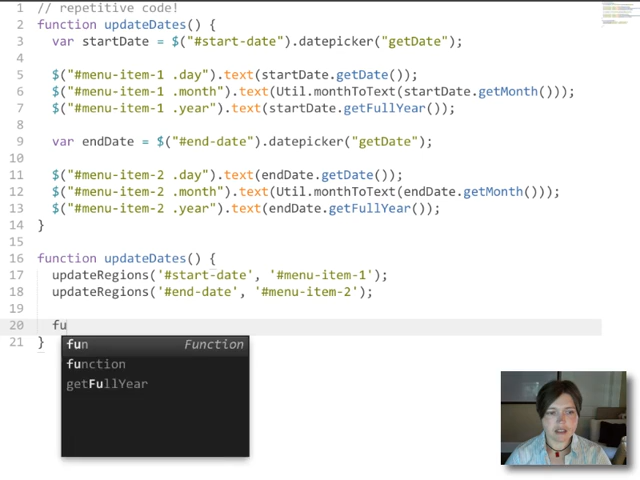 1 // repetitive code!
2 function updateDates() {
3 var startDate = $("#start-date").datepicker("getDate");
4
5 $("#menu-item-1 .day").text(startDate.getDate());
6 $("#menu-item-1 .month").text(Util.monthToText(startDate.getMonth()));
7 $("#menu-item-1 .year").text(startDate.getFullYear());
8
9 var endDate = $("#end-date").datepicker("getDate");
10
11 $("#menu-item-2 .day").text(endDate.getDate());
12 $("#menu-item-2 .month").text(Util.monthToText(endDate.getMonth()));
13 $("#menu-item-2 .year").text(endDate.getFullYear());
14 }
15
16 function updateDates() {
17 updateRegions('#start-date', '#menu-item-1');
18 updateRegions('#end-date', '#menu-item-2');
19
20 fu
21 }
fun Function
function
getFullYear